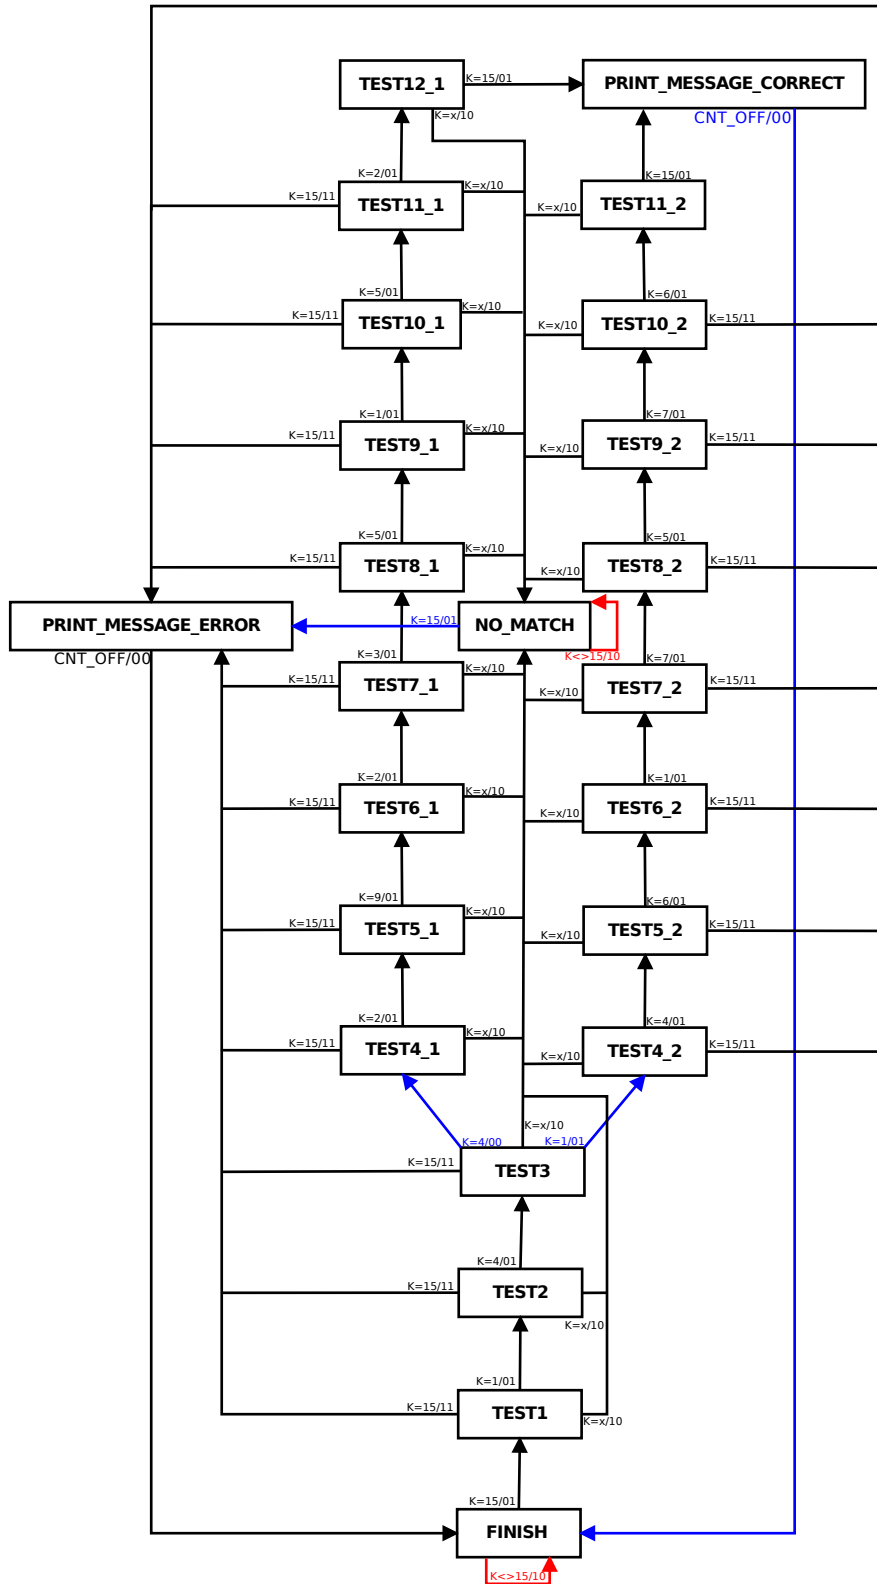 TEST12_1
K=15/01
PRINT_MESSAGE_CORRECT
K=x/10
CNT_OFF/00
K=2/01
K=15/11
TEST11_1
K=x/10
K=x/10
K=15/01
TEST11_2
K=5/01
K=15/11
TEST10_1
K=x/10
K=x/10
K=6/01
TEST10_2
K=15/11
K=1/01
K=15/11
TEST9_1
K=x/10
K=x/10
K=7/01
TEST9_2
K=15/11
K=5/01
K=15/11
TEST8_1
K=x/10
K=x/10
K=5/01
TEST8_2
K=15/11
PRINT_MESSAGE_ERROR
CNT_OFF/00
K=15/01
NO_MATCH
K<>15/10
K=3/01
K=15/11
TEST7_1
K=x/10
K=x/10
K=7/01
TEST7_2
K=15/11
K=2/01
K=15/11
TEST6_1
K=x/10
K=x/10
K=1/01
TEST6_2
K=15/11
K=9/01
K=15/11
TEST5_1
K=x/10
K=x/10
K=6/01
TEST5_2
K=15/11
K=2/01
K=15/11
TEST4_1
K=x/10
K=x/10
K=4/01
TEST4_2
K=15/11
K=x/10
K=4/00
K=1/01
K=15/11
TEST3
K=4/01
K=15/11
TEST2
K=x/10
K=1/01
K=15/11
TEST1
K=x/10
K=15/01
FINISH
K<>15/10